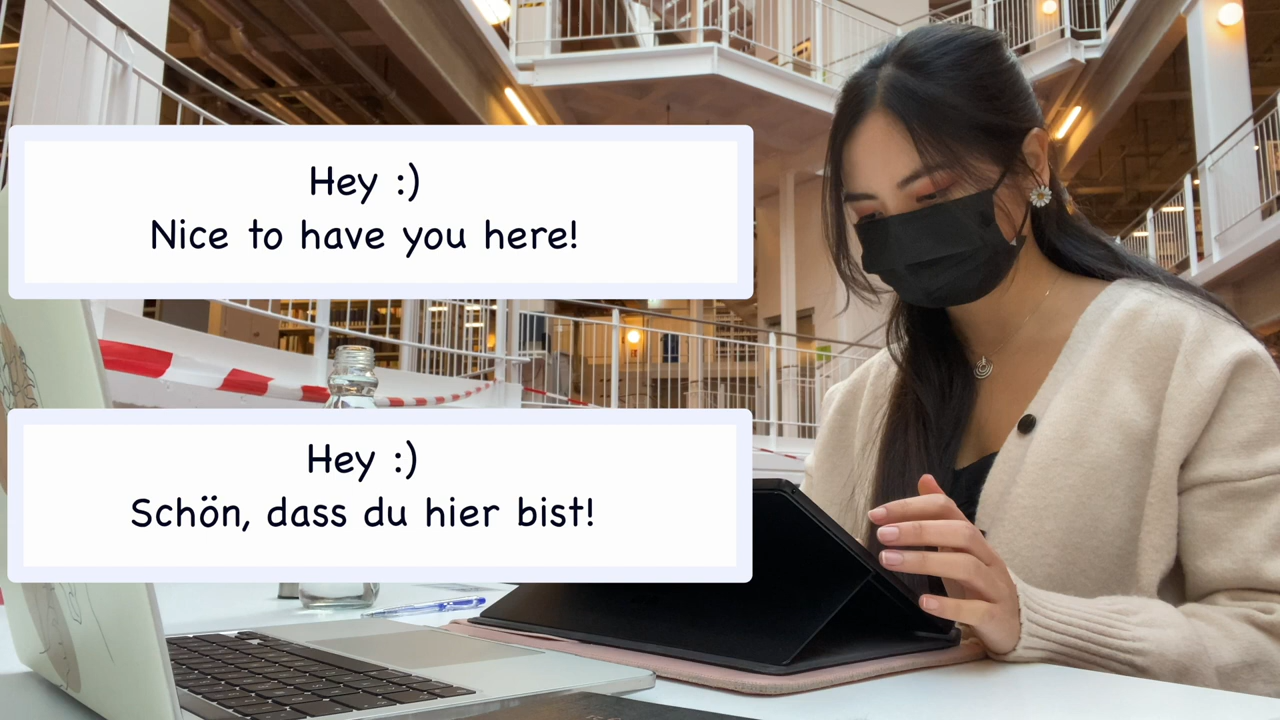 Hey :)
Nice to have you here!
Hey :)
Schön, dass du hier bist!